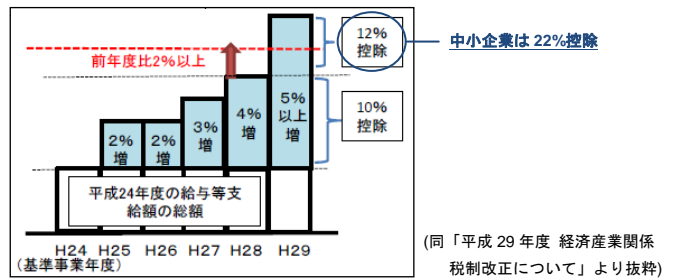 12%
控除
中小企業は 22%控除
前年度比2%以上
10%
控除
2%
増
2%
増
3%
増
4%
増
5%
以上
増
平成24年度の給与等支
給額の総額
H24 H25 H26 H27 H28 H29
(基準事業年度)
(同「平成 29 年度 経済産業関係
税制改正について」より抜粋)